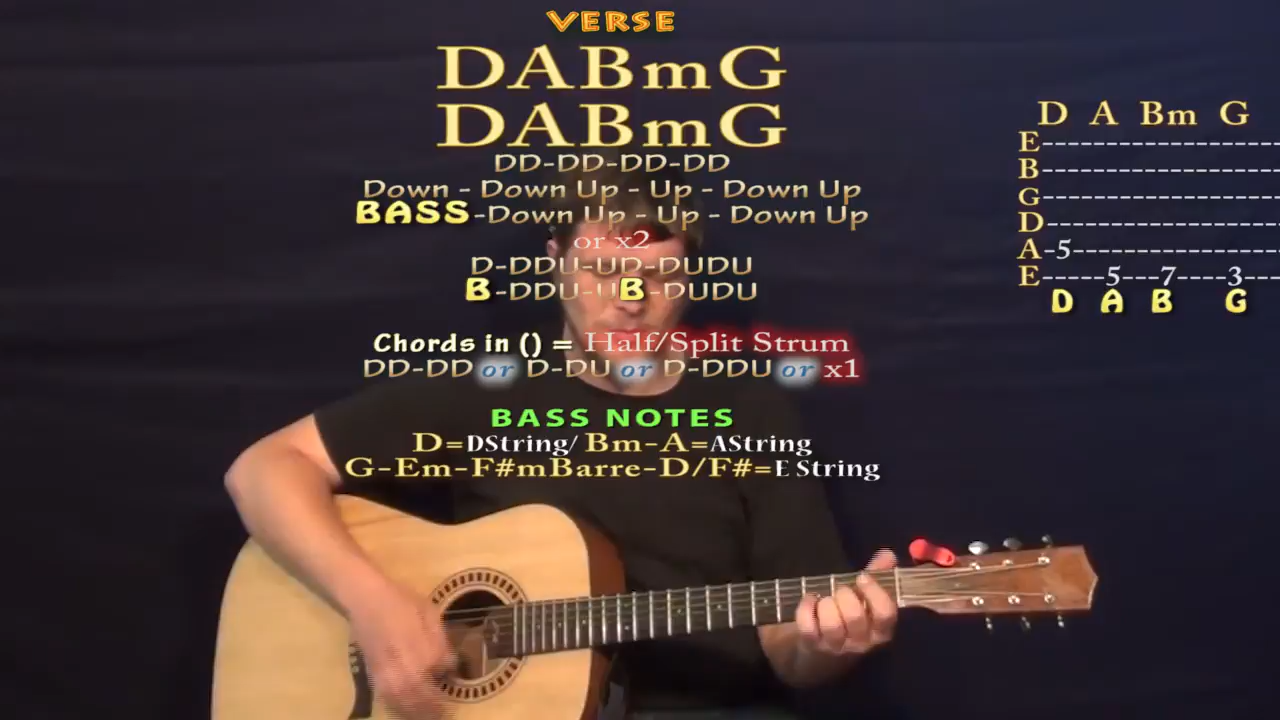 VERSE
DABmG
DABmG
DD-DD-DD-DD
Down - Down Up - Up - Down Up
BASS-Down Up - Up - Down Up
or x2
D-DDU-UD-DUDU
B-DDU-UB-DUDU
Chords in () = Half/Split Strum
DD-DD or D-DU or D-DDU or x1
BASS NOTES
D=DString/ Bm-A=AString
G-Em-F#mBarre-D/F#=E String
D A Bm G
E------------------
B------------------
G------------------
D------------------
A-5----------------
E-----5---7----3---
D A B G